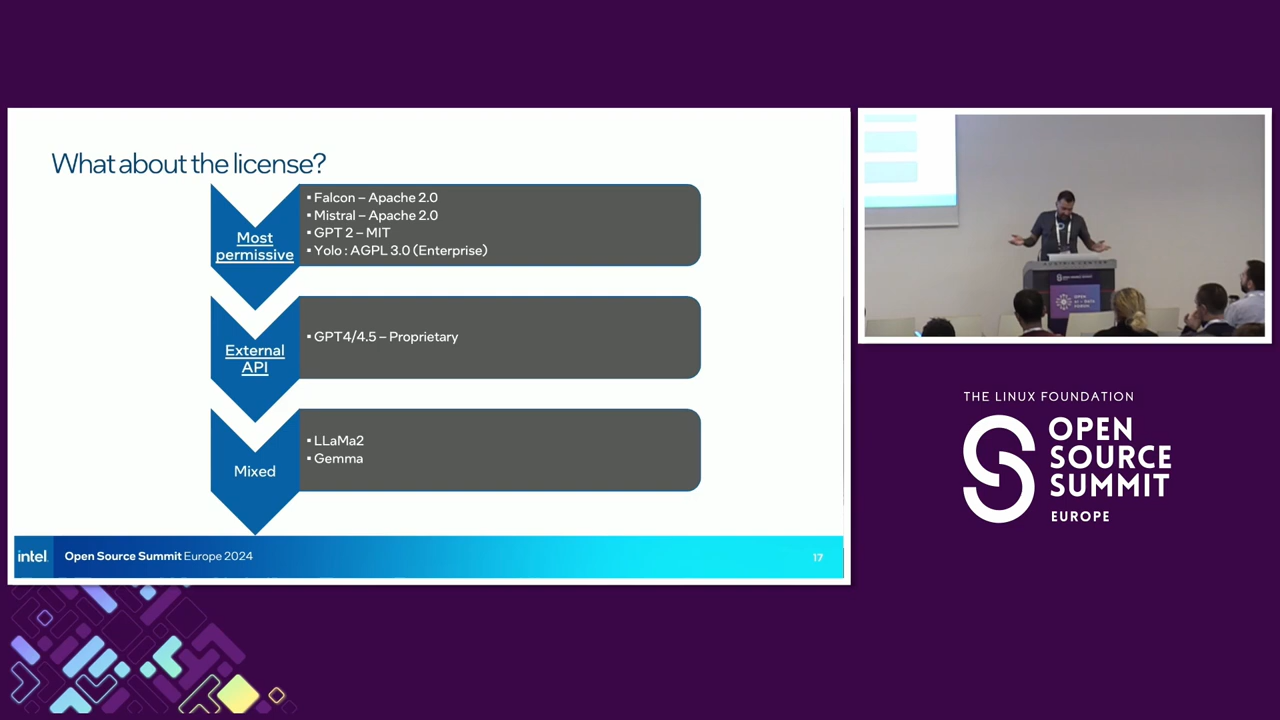 What about the license?
Most
permissive
▪ Falcon – Apache 2.0
▪ Mistral – Apache 2.0
▪ GPT 2 – MIT
▪ Yolo : AGPL 3.0 (Enterprise)
External
API
▪ GPT4/4.5 – Proprietary
Mixed
▪ LLaMa2
▪ Gemma
intel.
Open Source Summit Europe 2024
17
THE LINUX FOUNDATION
OPEN
SOURCE
SUMMIT
EUROPE